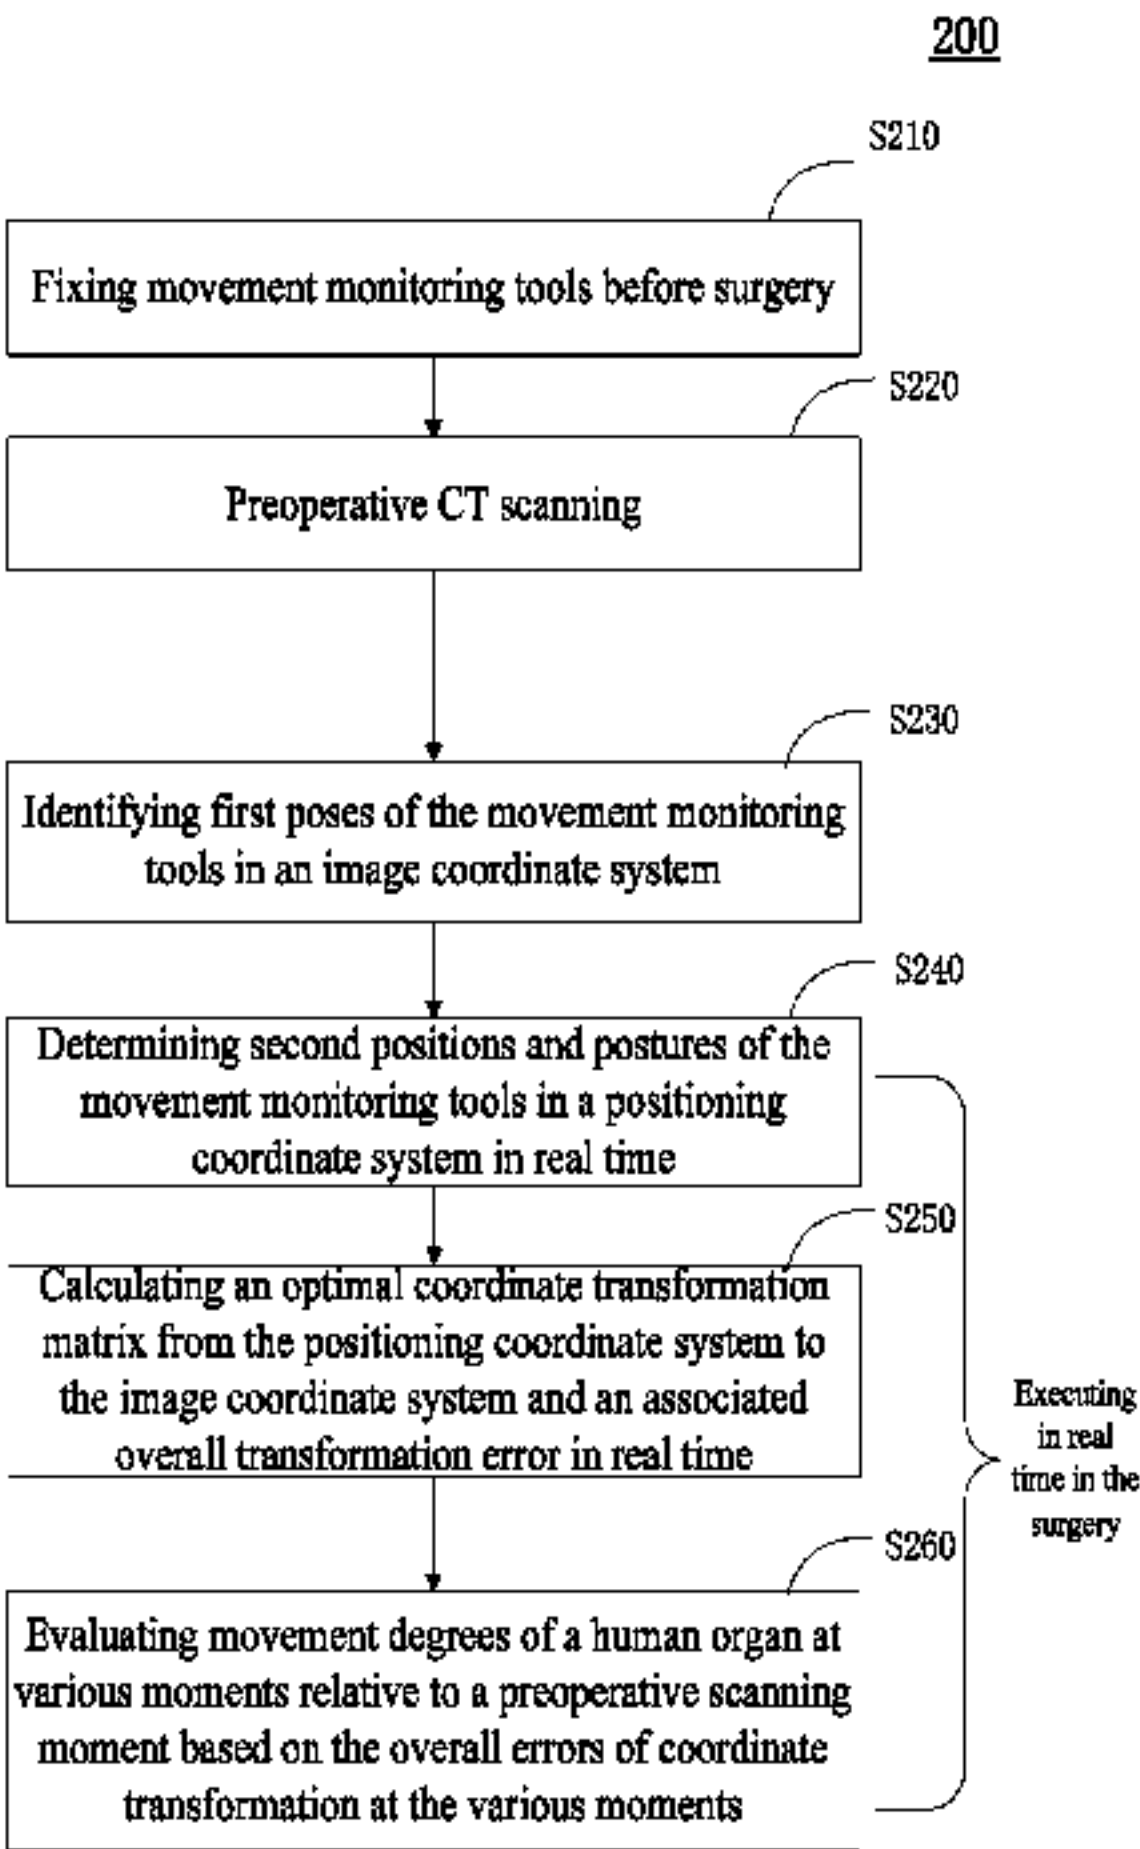 200
S210
Fixing movement monitoring tools before surgery
S220
Preoperative CT scanning
S230
Identifying first poses of the movement monitoring
tools in an image coordinate system
S240
Determining second positions and postures of the
movement monitoring tools in a positioning
coordinate system in real time
S250
Calculating an optimal coordinate transformation
matrix from the positioning coordinate system to
the image coordinate system and an associated
overall transformation error in real time
Executing
in real
time in the
surgery
S260
Evaluating movement degrees of a human organ at
various moments relative to a preoperative scanning
moment based on the overall errors of coordinate
transformation at the various moments